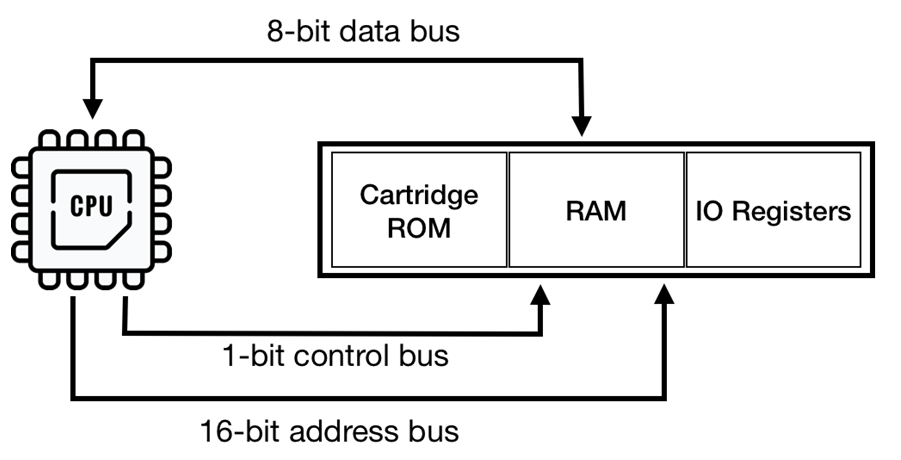 8-bit data bus
CPU
Cartridge
ROM
RAM
IO Registers
1-bit control bus
16-bit address bus